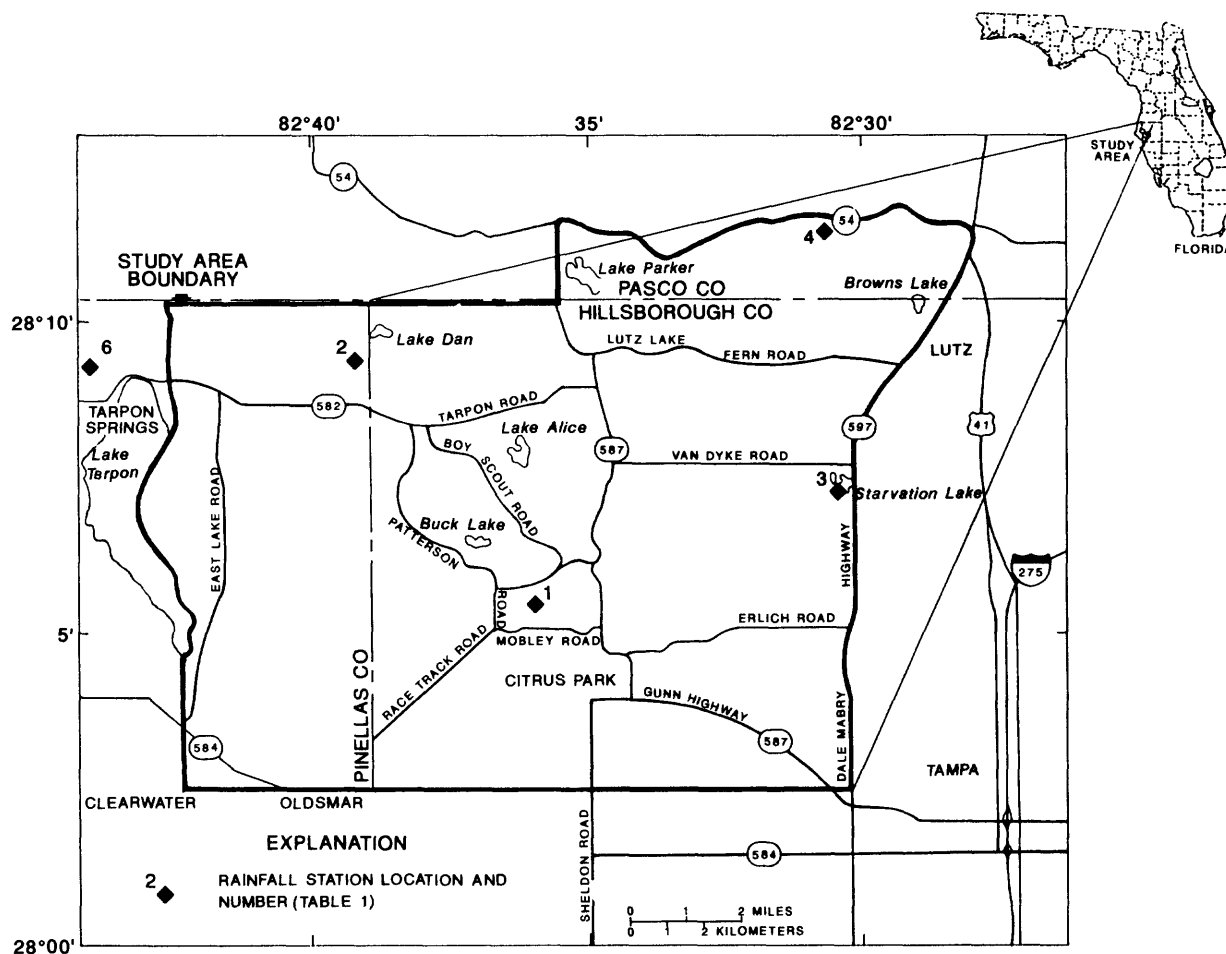 82°40'
35'
82°30'
STUDY
AREA
FLORIDA
54
54
4
STUDY AREA
BOUNDARY
Lake Parker
PASCO CO
HILLSBOROUGH CO
Browns Lake
28°10'
6
2
Lake Dan
LUTZ LAKE
FERN ROAD
LUTZ
582
TARPON ROAD
TARPON
SPRINGS
Lake
Tarpon
Lake Alice
BOY
SCOUT ROAD
587
597
41
VAN DYKE ROAD
3
Starvation Lake
EAST LAKE ROAD
PATTERSON
ROAD
Buck Lake
HIGHWAY
275
1
5'
MOBLEY ROAD
ERLICH ROAD
RACE TRACK ROAD
CITRUS PARK
GUNN HIGHWAY
PINELLAS CO
584
587
DALE MABRY
TAMPA
CLEARWATER
OLDSMAR
EXPLANATION
SHELDON ROAD
584
2
RAINFALL STATION LOCATION AND
NUMBER (TABLE 1)
0 1 2 MILES
0 1 2 KILOMETERS
28°00'